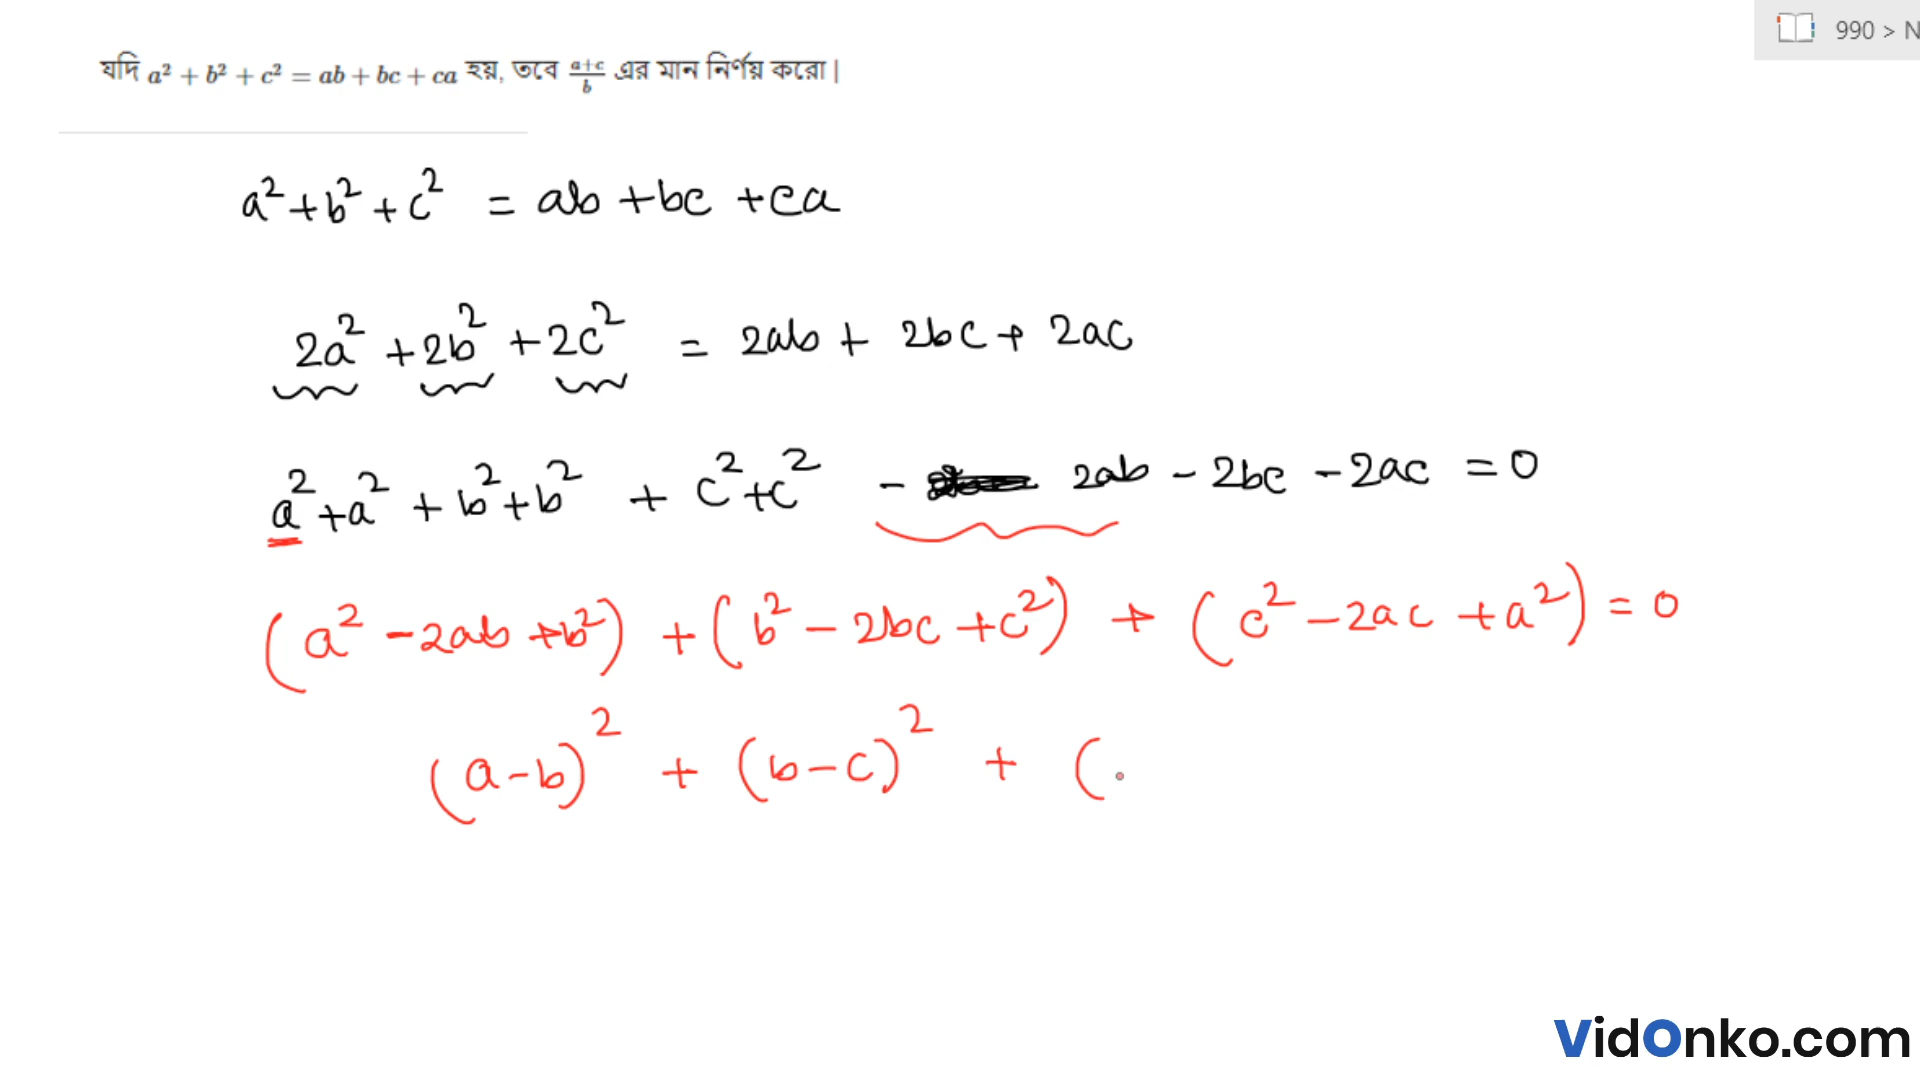 990 > N
যদি a² + b² + c² = ab + bc + ca হয়, তবে (a+c)/b এর মান নির্ণয় করো |
a² + b² + c² = ab + bc + ca
2a² + 2b² + 2c² = 2ab + 2bc + 2ac
a² + a² + b² + b² + c² + c² - 2ab - 2bc - 2ac = 0
(a² - 2ab + b²) + (b² - 2bc + c²) + (c² - 2ac + a²) = 0
(a-b)² + (b-c)² + (
VidOnko.com